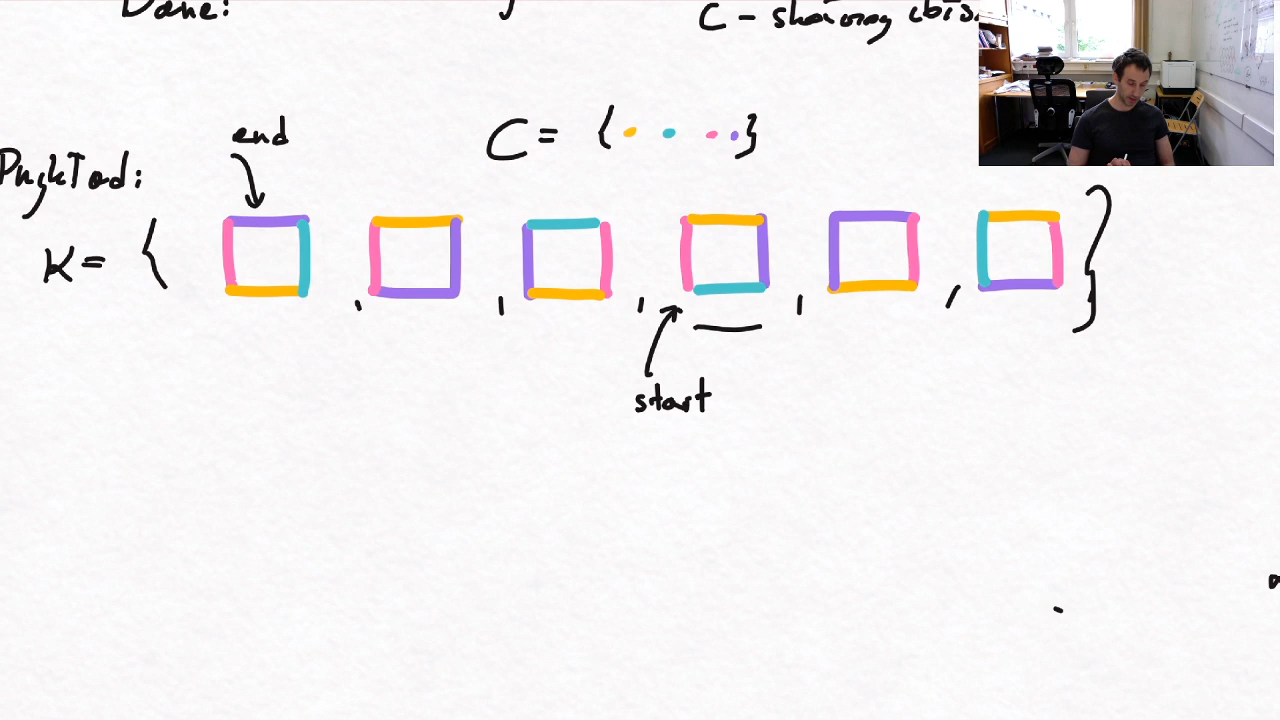 Dane:
C - skończony zbiór
end
C = { }
Przykład:
K = { , , , , , }
start